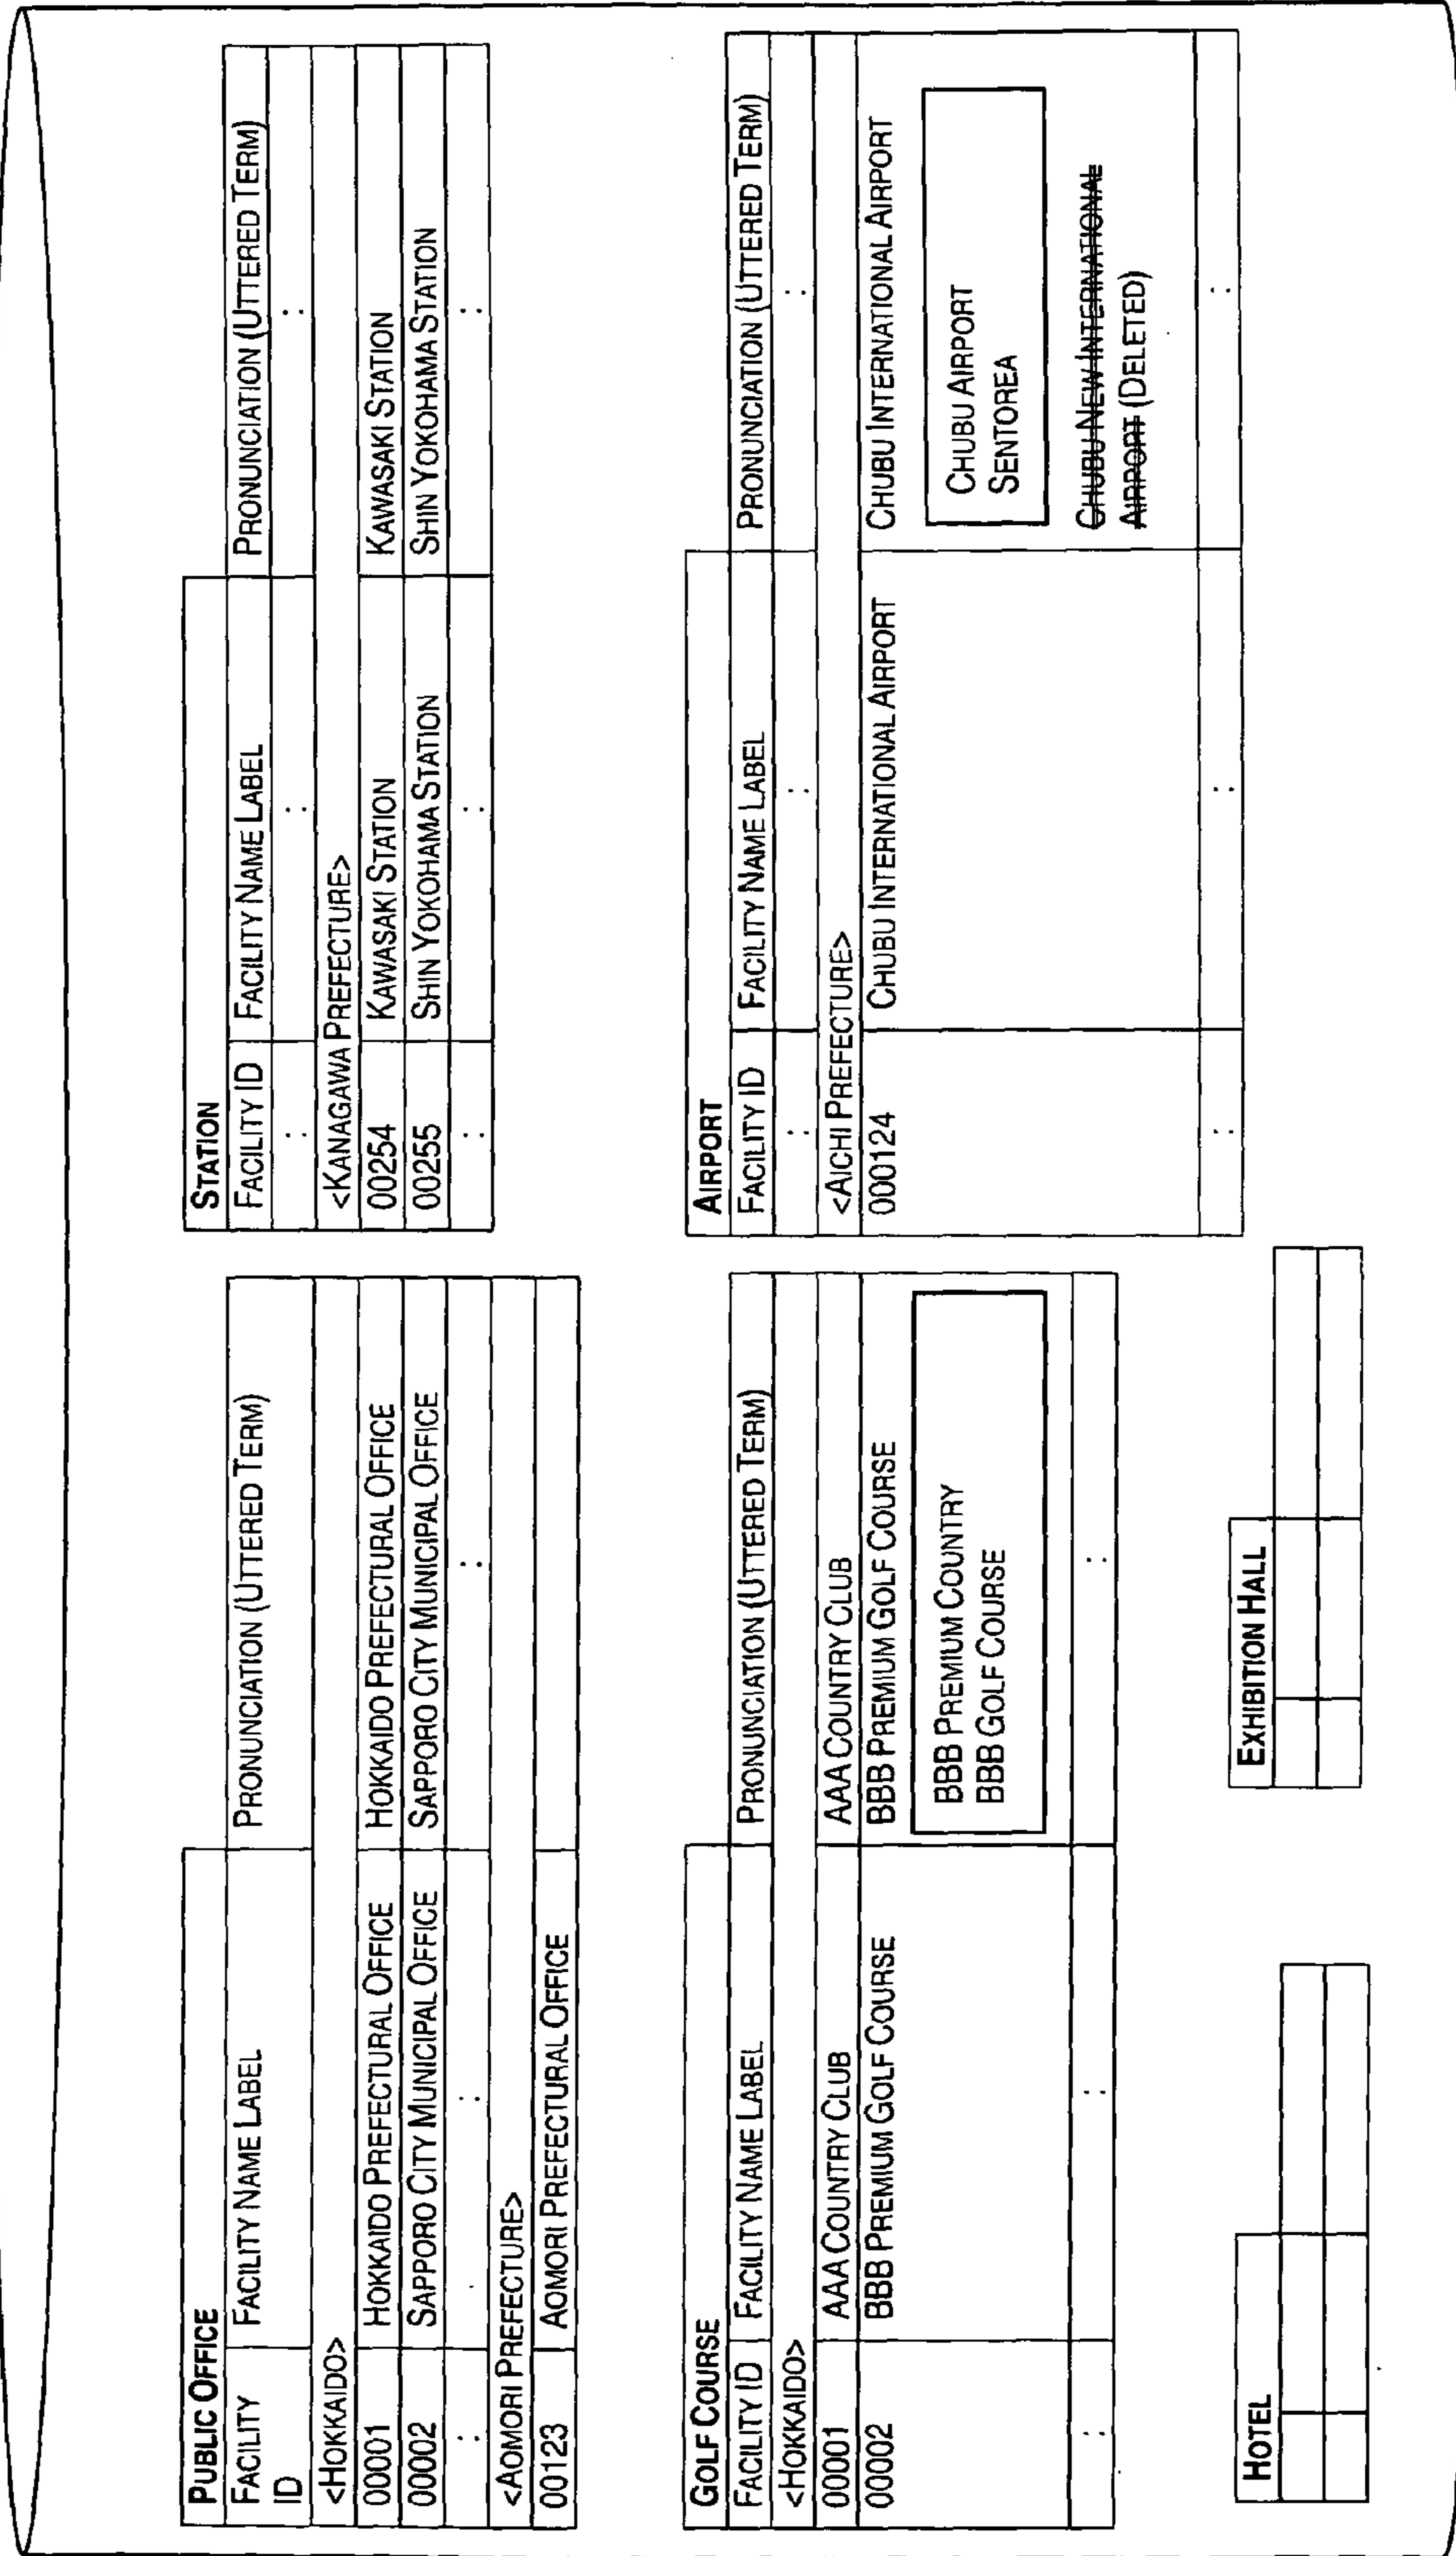 PUBLIC OFFICE
FACILITY ID FACILITY NAME LABEL PRONUNCIATION (UTTERED TERM)
<HOKKAIDO>
00001 HOKKAIDO PREFECTURAL OFFICE HOKKAIDO PREFECTURAL OFFICE
00002 SAPPORO CITY MUNICIPAL OFFICE SAPPORO CITY MUNICIPAL OFFICE
: : :
<AOMORI PREFECTURE>
00123 AOMORI PREFECTURAL OFFICE
STATION
FACILITY ID FACILITY NAME LABEL PRONUNCIATION (UTTERED TERM)
: : :
<KANAGAWA PREFECTURE>
00254 KAWASAKI STATION KAWASAKI STATION
00255 SHIN YOKOHAMA STATION SHIN YOKOHAMA STATION
: : :
GOLF COURSE
FACILITY ID FACILITY NAME LABEL PRONUNCIATION (UTTERED TERM)
<HOKKAIDO>
00001 AAA COUNTRY CLUB AAA COUNTRY CLUB
00002 BBB PREMIUM GOLF COURSE BBB PREMIUM GOLF COURSE
BBB PREMIUM COUNTRY
BBB GOLF COURSE
: : :
AIRPORT
FACILITY ID FACILITY NAME LABEL PRONUNCIATION (UTTERED TERM)
: : :
<AICHI PREFECTURE>
000124 CHUBU INTERNATIONAL AIRPORT CHUBU INTERNATIONAL AIRPORT
CHUBU AIRPORT
SENTOREA
CHUBU NEW INTERNATIONAL
AIRPORT (DELETED)
: : :
HOTEL
EXHIBITION HALL